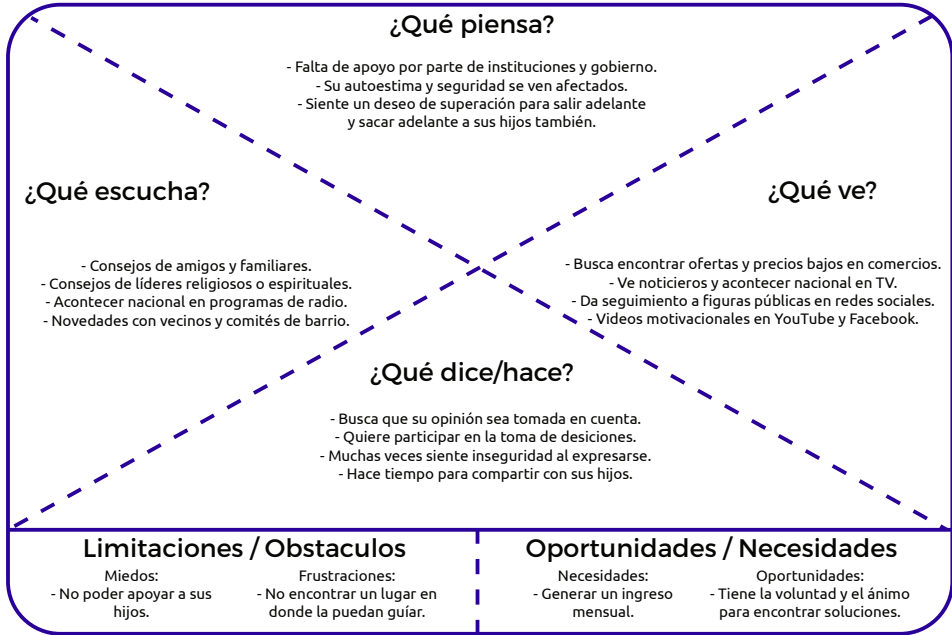 ¿Qué piensa?
- Falta de apoyo por parte de instituciones y gobierno.
- Su autoestima y seguridad se ven afectados.
- Siente un deseo de superación para salir adelante
y sacar adelante a sus hijos también.
¿Qué escucha?
- Consejos de amigos y familiares.
- Consejos de líderes religiosos o espirituales.
- Acontecer nacional en programas de radio.
- Novedades con vecinos y comités de barrio.
¿Qué ve?
- Busca encontrar ofertas y precios bajos en comercios.
- Ve noticieros y acontecer nacional en TV.
- Da seguimiento a figuras públicas en redes sociales.
- Videos motivacionales en YouTube y Facebook.
¿Qué dice/hace?
- Busca que su opinión sea tomada en cuenta.
- Quiere participar en la toma de desiciones.
- Muchas veces siente inseguridad al expresarse.
- Hace tiempo para compartir con sus hijos.
Limitaciones / Obstaculos
Miedos:
- No poder apoyar a sus
hijos.
Frustraciones:
- No encontrar un lugar en
donde la puedan guíar.
Oportunidades / Necesidades
Necesidades:
- Generar un ingreso
mensual.
Oportunidades:
- Tiene la voluntad y el ánimo
para encontrar soluciones.